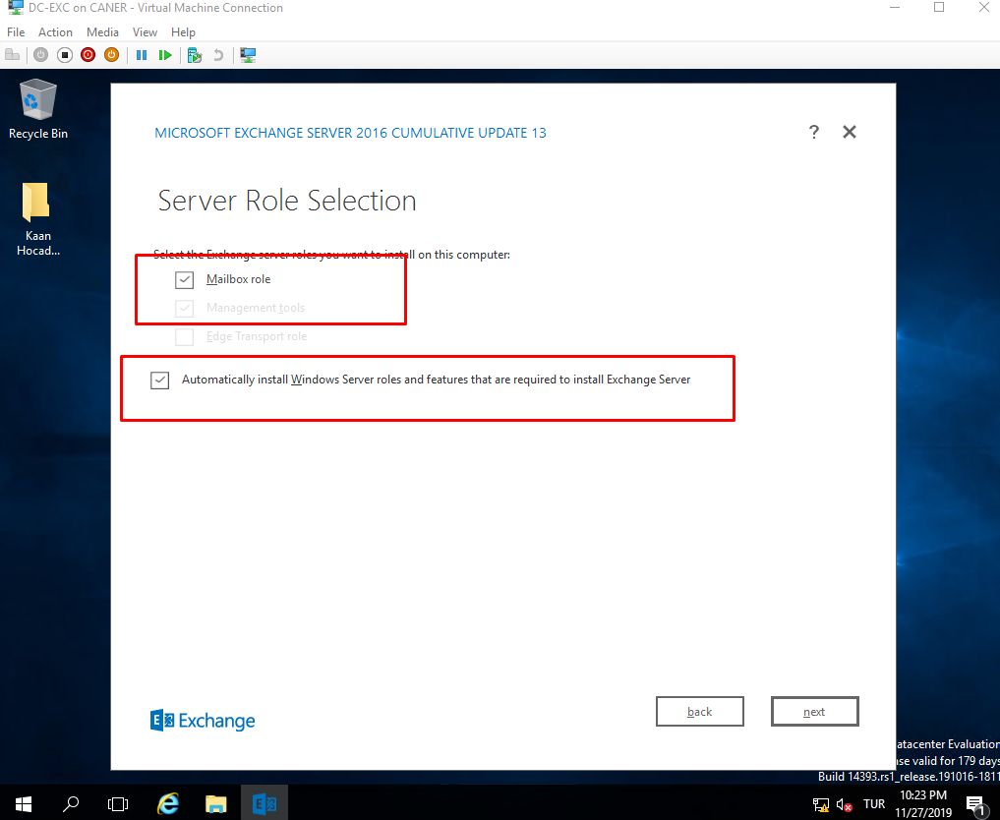 DC-EXC on CANER - Virtual Machine Connection
File Action Media View Help
Recycle Bin
Kaan
Hocad...
MICROSOFT EXCHANGE SERVER 2016 CUMULATIVE UPDATE 13
?
Server Role Selection
Select the Exchange server roles you want to install on this computer:
Mailbox role
Management tools
Edge Transport role
Automatically install Windows Server roles and features that are required to install Exchange Server
E Exchange
back
next
atacenter Evaluation
se valid for 179 days
Build 14393.rs1_release.191016-1811
TUR
10:23 PM
11/27/2019
1